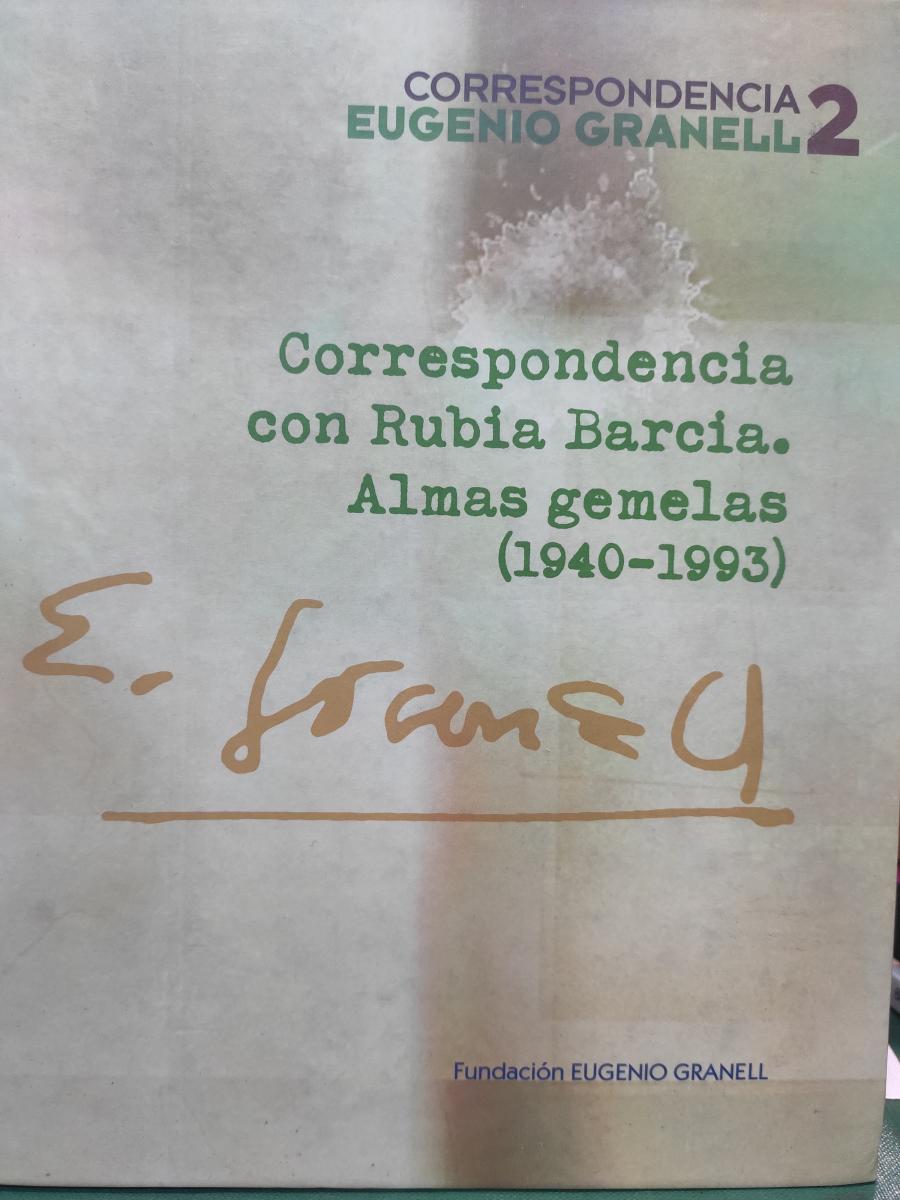 CORRESPONDENCIA
EUGENIO GRANELL 2
Correspondencia
con Rubia Barcia.
Almas gemelas
(1940-1993)
E. Granell
Fundación EUGENIO GRANELL